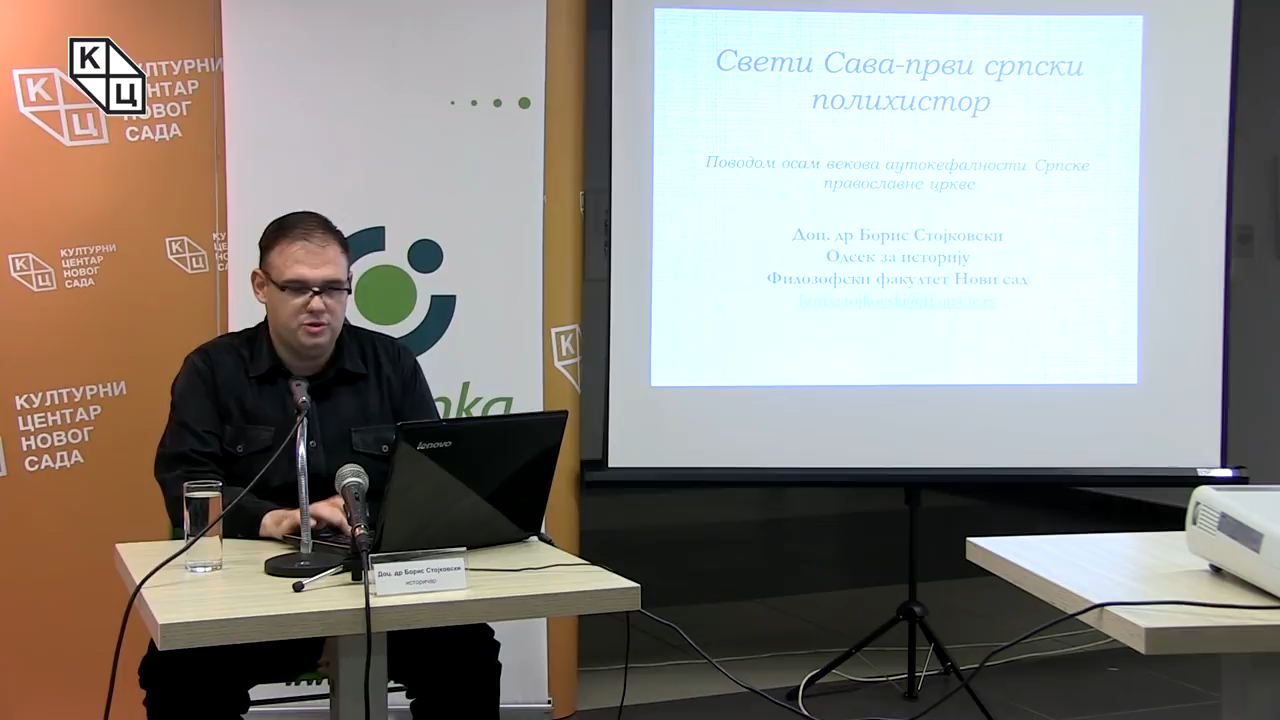 К
Ц
КУЛТУРНИ
ЦЕНТАР
НОВОГ
САДА
К
Ц
КУЛТУРНИ
ЦЕНТАР
НОВОГ
САДА
К
Ц
КУЛТУРНИ
ЦЕНТАР
НОВОГ
САДА
К
Свети Сава-први српски
полихистор
Поводом осам векова аутокефалности Српске
православне цркве
Доц. др Борис Стојковски
Одсек за историју
Филозофски факултет Нови сад
lenovo
Доц. др Борис Стојковски
историчар